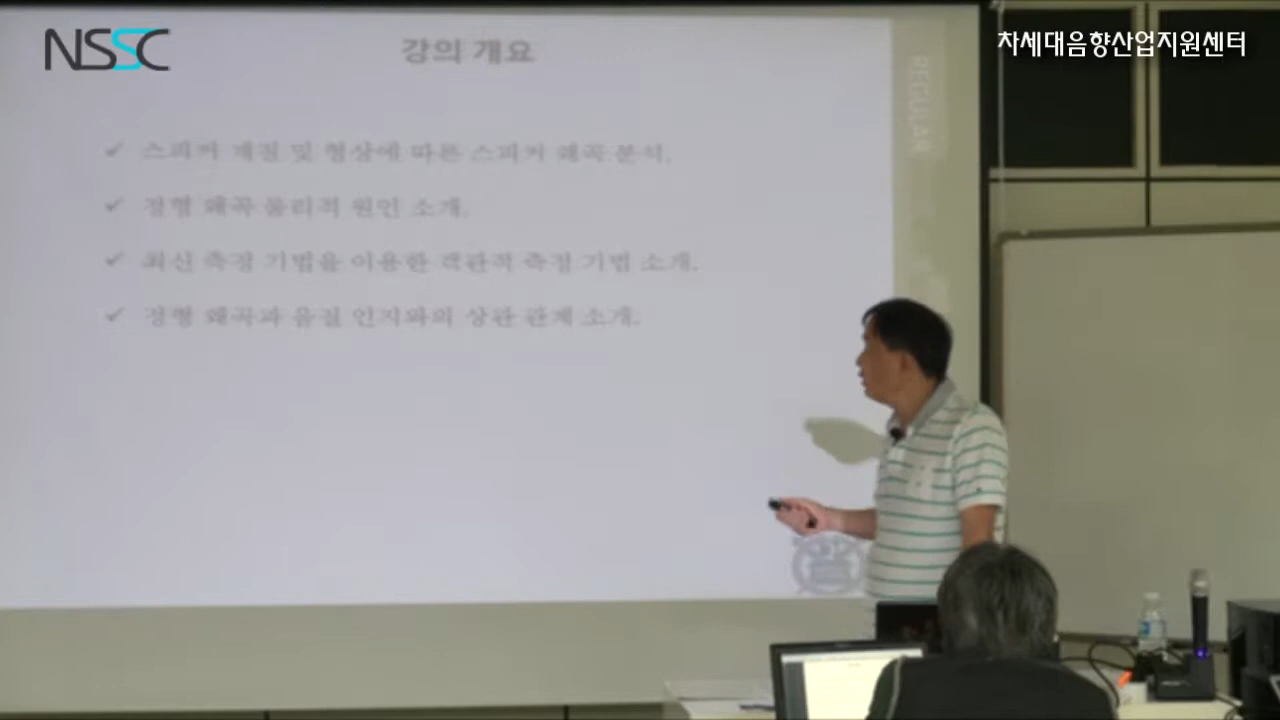 NSSC
차세대음향산업지원센터
강의 개요
REGULAR
✓ 스피커 재질 및 형상에 따른 스피커 왜곡 분석.
✓ 정형 왜곡 물리적 원인 소개.
✓ 최신 측정 기법을 이용한 객관적 측정 기법 소개.
✓ 정형 왜곡과 음질 인지와의 상관 관계 소개.